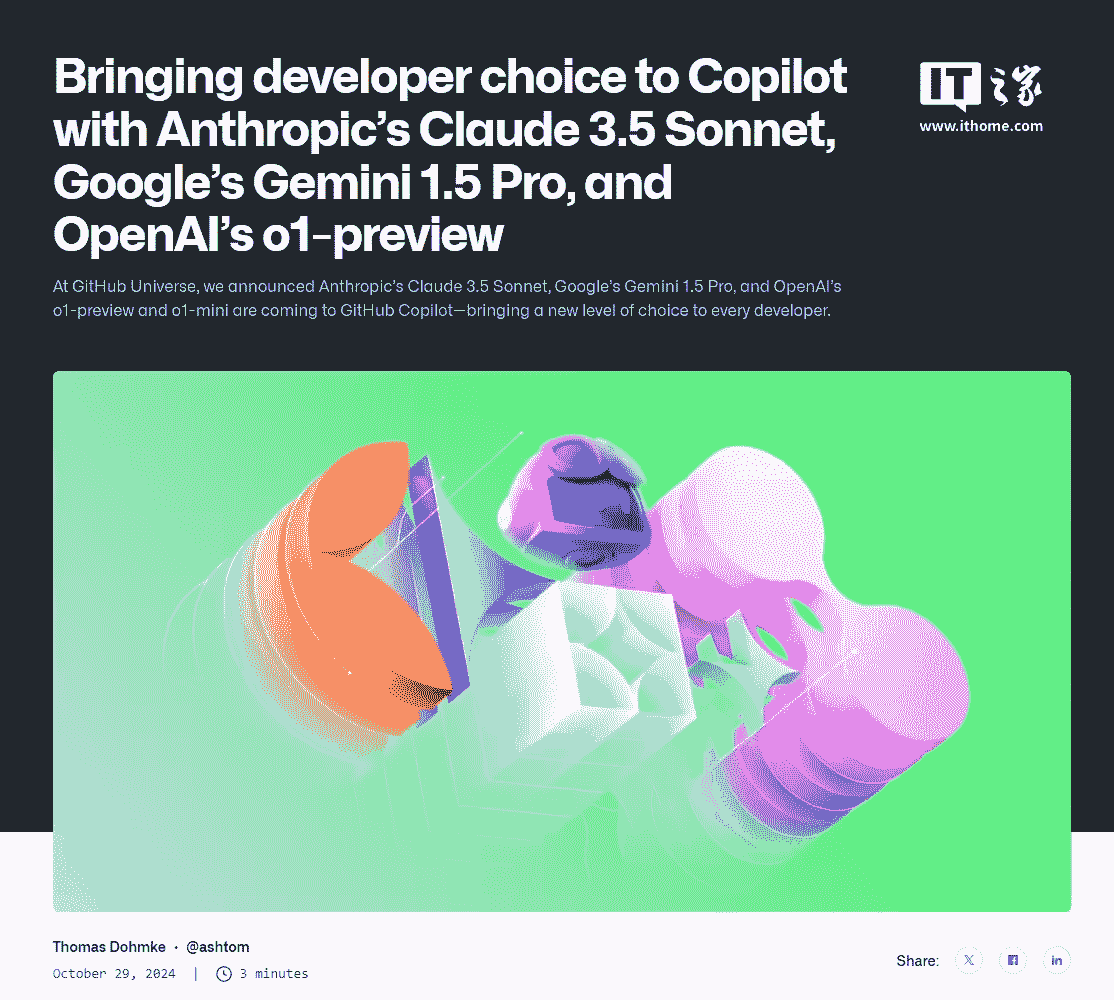 Bringing developer choice to Copilot
with Anthropic’s Claude 3.5 Sonnet,
Google’s Gemini 1.5 Pro, and
OpenAI’s o1-preview
IT之家
www.ithome.com
At GitHub Universe, we announced Anthropic’s Claude 3.5 Sonnet, Google’s Gemini 1.5 Pro, and OpenAI’s
o1-preview and o1-mini are coming to GitHub Copilot—bringing a new level of choice to every developer.
Thomas Dohmke · @ashtom
October 29, 2024 | 3 minutes
Share: